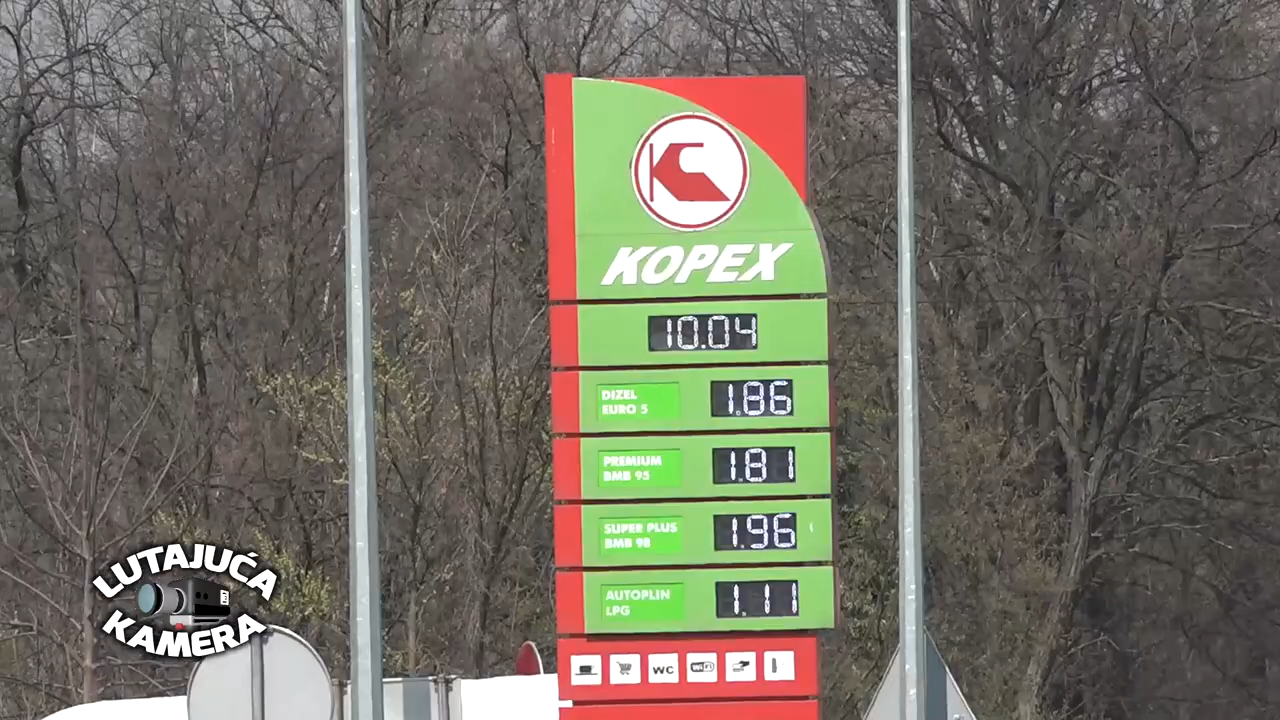 KOPEX
10.04
DIZEL
EURO 5
1.86
PREMIUM
BMB 95
1.81
SUPER PLUS
BMB 98
1.96
AUTOPLIN
LPG
1.11
WC
WiFi
LUTAJUĆA
KAMERA